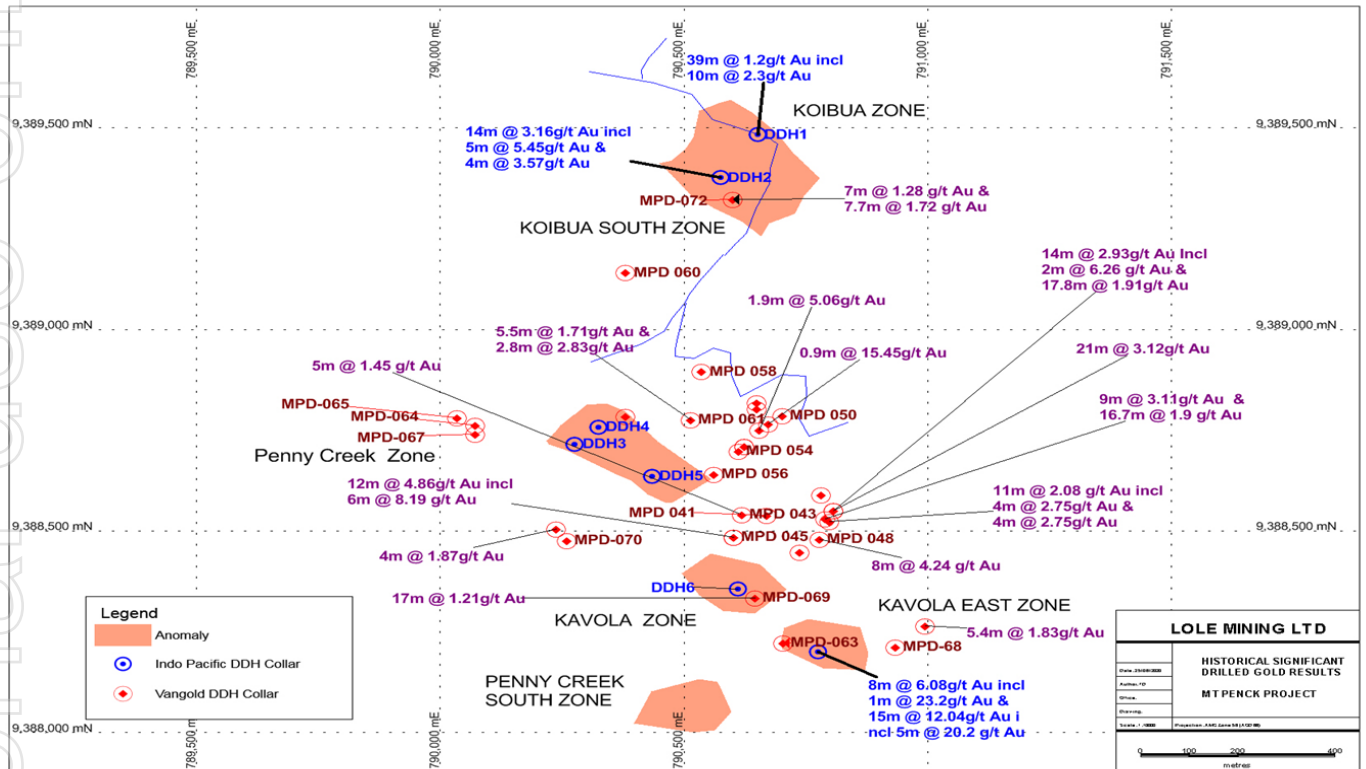 789,500 mE
790,000 mE
790,500 mE
791,000 mE
791,500 mE
39m @ 1.2g/t Au incl
10m @ 2.3g/t Au
KOIBUA ZONE
9,389,500 mN
9,389,500 mN
14m @ 3.16g/t Au incl
5m @ 5.45g/t Au &
4m @ 3.57g/t Au
DDH1
DDH2
MPD-072
7m @ 1.28 g/t Au &
7.7m @ 1.72 g/t Au
KOIBUA SOUTH ZONE
14m @ 2.93g/t Au Incl
2m @ 6.26 g/t Au &
17.8m @ 1.91g/t Au
MPD 060
1.9m @ 5.06g/t Au
9,389,000 mN
9,389,000 mN
5.5m @ 1.71g/t Au &
2.8m @ 2.83g/t Au
0.9m @ 15.45g/t Au
21m @ 3.12g/t Au
5m @ 1.45 g/t Au
MPD 058
MPD-065
MPD-064
MPD-067
MPD 061
MPD 050
9m @ 3.11g/t Au &
16.7m @ 1.9 g/t Au
DDH4
DDH3
Penny Creek Zone
MPD 054
DDH5
MPD 056
12m @ 4.86g/t Au incl
6m @ 8.19 g/t Au
11m @ 2.08 g/t Au incl
4m @ 2.75g/t Au &
4m @ 2.75g/t Au
MPD 041
MPD 043
9,388,500 mN
9,388,500 mN
MPD-070
MPD 045
MPD 048
4m @ 1.87g/t Au
8m @ 4.24 g/t Au
DDH6
MPD-069
17m @ 1.21g/t Au
KAVOLA ZONE
KAVOLA EAST ZONE
5.4m @ 1.83g/t Au
MPD-063
MPD-68
PENNY CREEK
SOUTH ZONE
8m @ 6.08g/t Au incl
1m @ 23.2g/t Au &
15m @ 12.04g/t Au i
ncl 5m @ 20.2 g/t Au
9,388,000 mN
789,500 mE
790,000 mE
790,500 mE
791,000 mE
Legend
Anomaly
Indo Pacific DDH Collar
Vangold DDH Collar
LOLE MINING LTD
HISTORICAL SIGNIFICANT
DRILLED GOLD RESULTS
MT PENCK PROJECT
0 100 200 400
metres